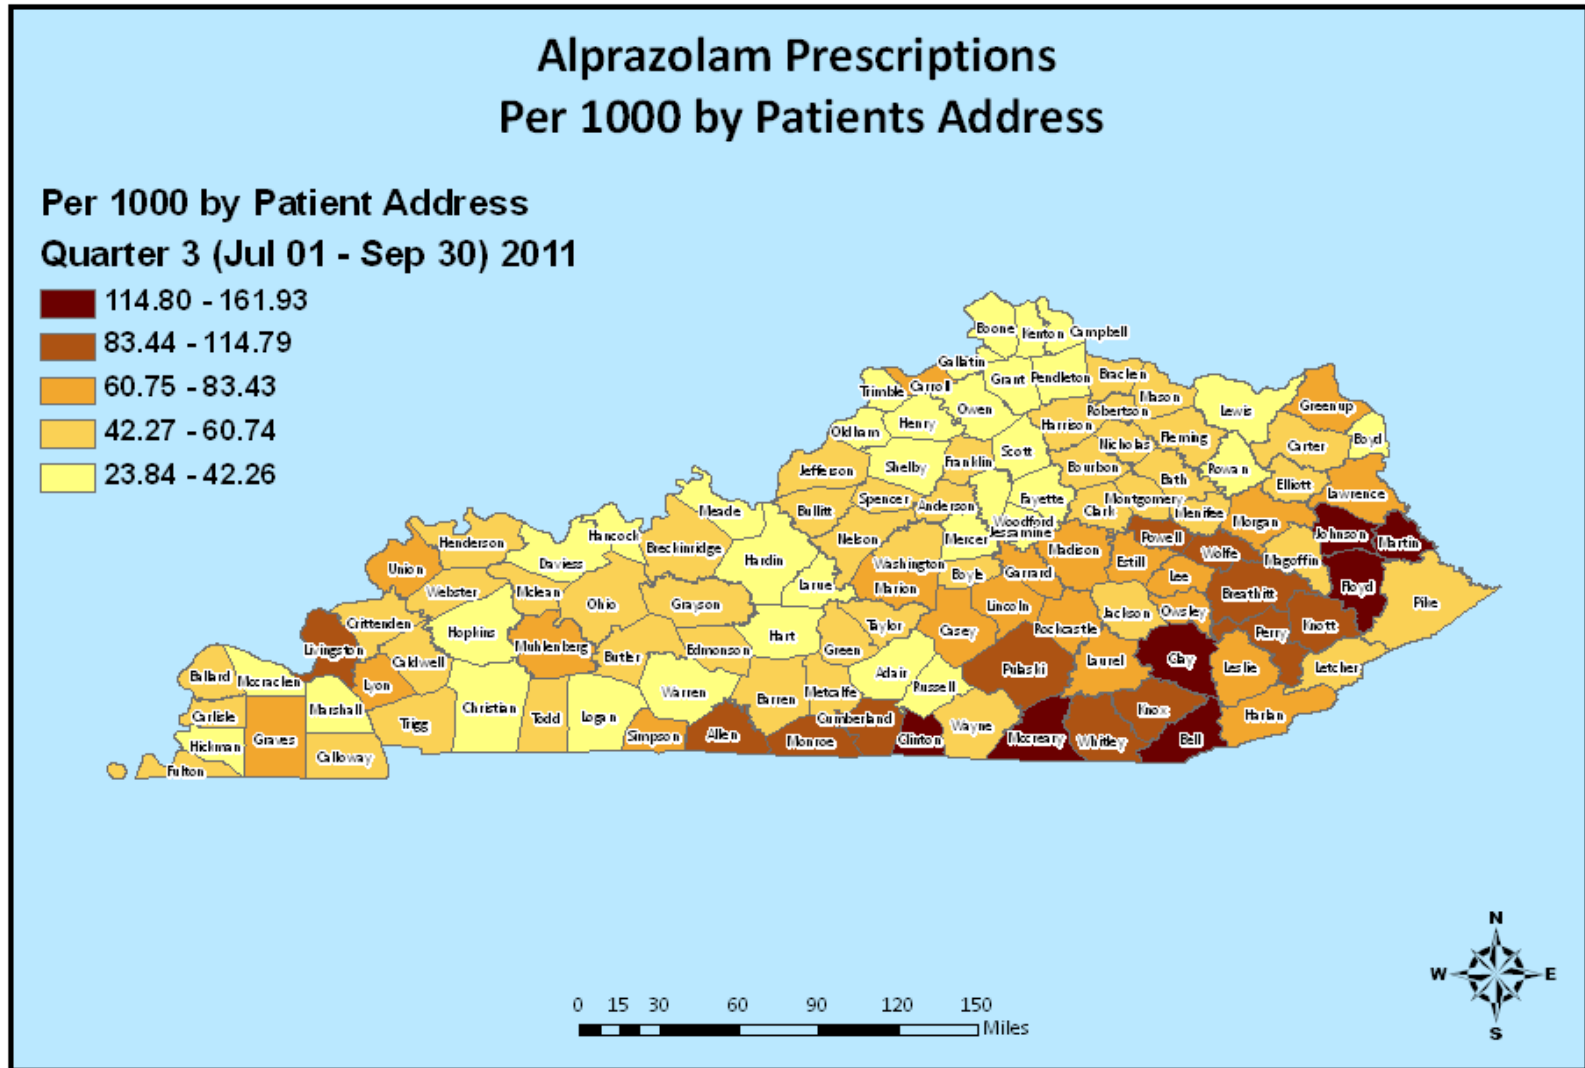 Alprazolam Prescriptions
Per 1000 by Patients Address
Per 1000 by Patient Address
Quarter 3 (Jul 01 - Sep 30) 2011
114.80 - 161.93
83.44 - 114.79
60.75 - 83.43
42.27 - 60.74
23.84 - 42.26
Boone
Kenton
Campbell
Gallatin
Grant
Pendleton
Bracken
Trimble
Carroll
Owen
Mason
Robertson
Lewis
Greenup
Oldham
Henry
Harrison
Nicholas
Fleming
Carter
Boyd
Jefferson
Shelby
Franklin
Scott
Bourbon
Bath
Rowan
Elliott
Lawrence
Meade
Bullitt
Spencer
Anderson
Woodford
Fayette
Clark
Montgomery
Menifee
Morgan
Johnson
Martin
Henderson
Hancock
Breckinridge
Nelson
Mercer
Jessamine
Madison
Powell
Wolfe
Magoffin
Union
Daviess
Hardin
Washington
Boyle
Garrard
Estill
Lee
Floyd
Webster
Mclean
Ohio
Grayson
Larue
Marion
Lincoln
Jackson
Owsley
Breathitt
Pike
Crittenden
Hopkins
Muhlenberg
Butler
Edmonson
Hart
Green
Taylor
Casey
Rockcastle
Perry
Knott
Livingston
Caldwell
Adair
Russell
Pulaski
Laurel
Clay
Leslie
Letcher
Ballard
Mccracken
Lyon
Marshall
Trigg
Christian
Todd
Logan
Warren
Barren
Metcalfe
Cumberland
Wayne
Knox
Harlan
Carlisle
Hickman
Graves
Calloway
Fulton
Simpson
Allen
Monroe
Clinton
Mccreary
Whitley
Bell
N
W
E
S
0 15 30 60 90 120 150
Miles